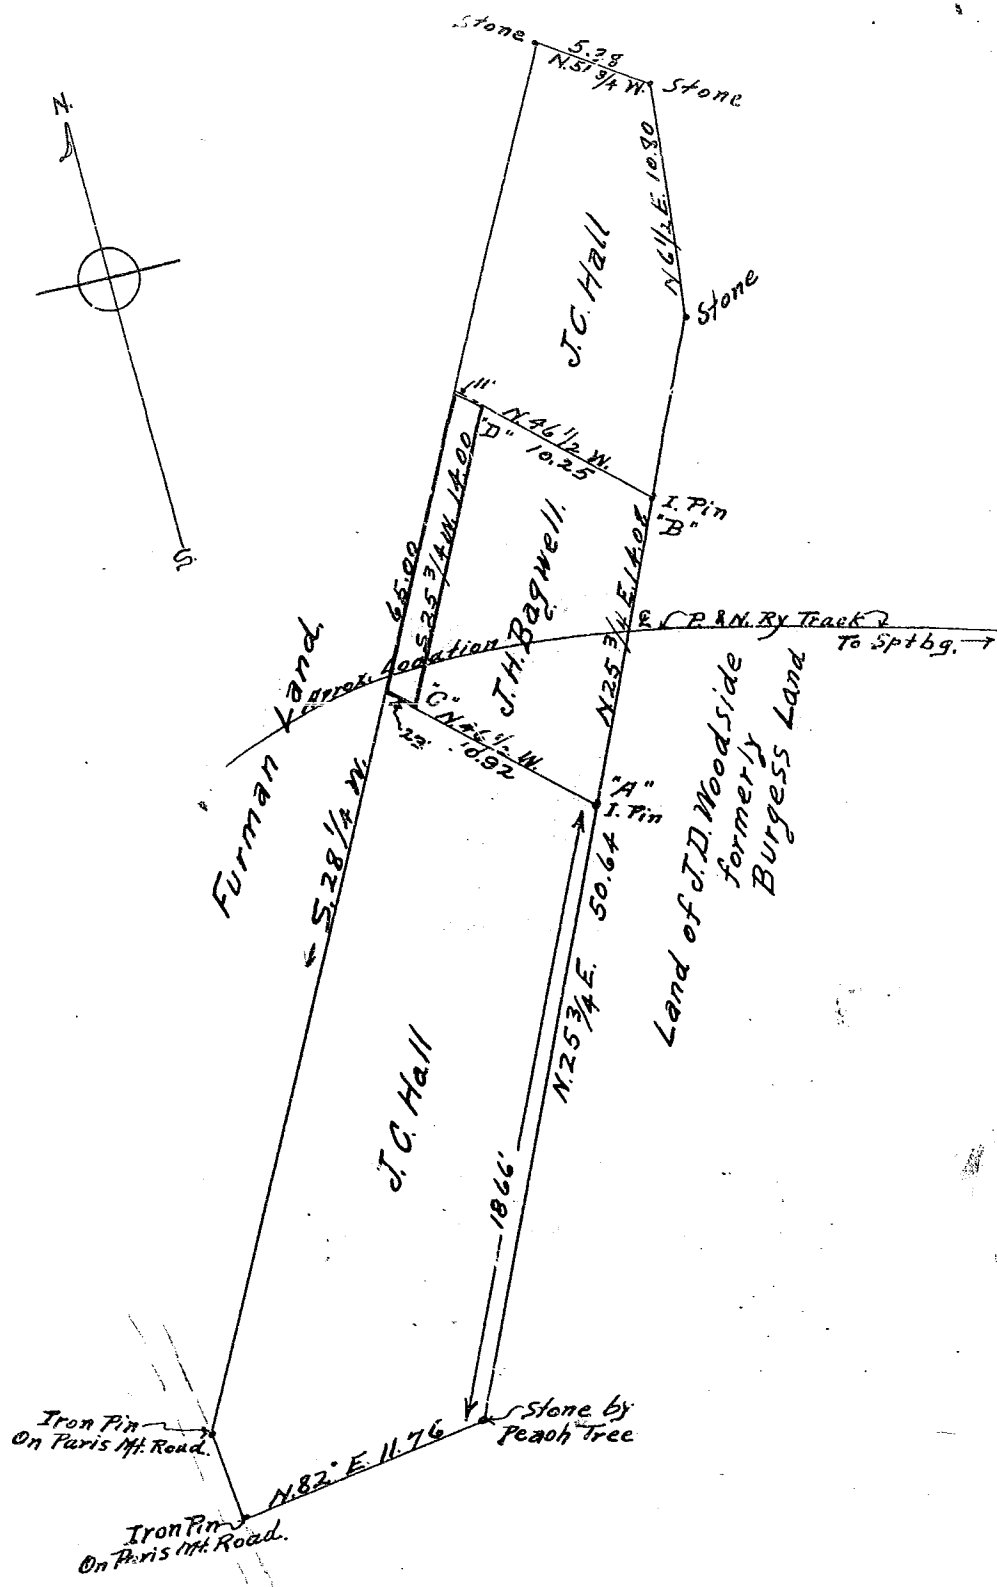 Stone
5.38
N.51 3/4 W.
Stone
N.
N 6 1/2 E. 10.80
J.C. Hall
Stone
11'
"D"
N. 46 1/2 W.
10.25
I. Pin
"B"
S.
65.00
S.25 3/4 W. 14.00
J.H. Bagwell.
N.25 3/4 E. 14.08
℄ P. & N. Ry Track
To Sptbg. →
Approx. Location
Furman Land.
"C"
N.46 1/2 W.
10.92
23'
"A"
I. Pin
S. 28 1/4 W.
Land of J.D. Woodside
formerly
Burgess Land
N.25 3/4 E. 50.64
J.C. Hall
1866'
Iron Pin
On Paris Mt. Road.
Stone by
Peach Tree
N.82° E. 11.76
Iron Pin
On Paris Mt. Road.